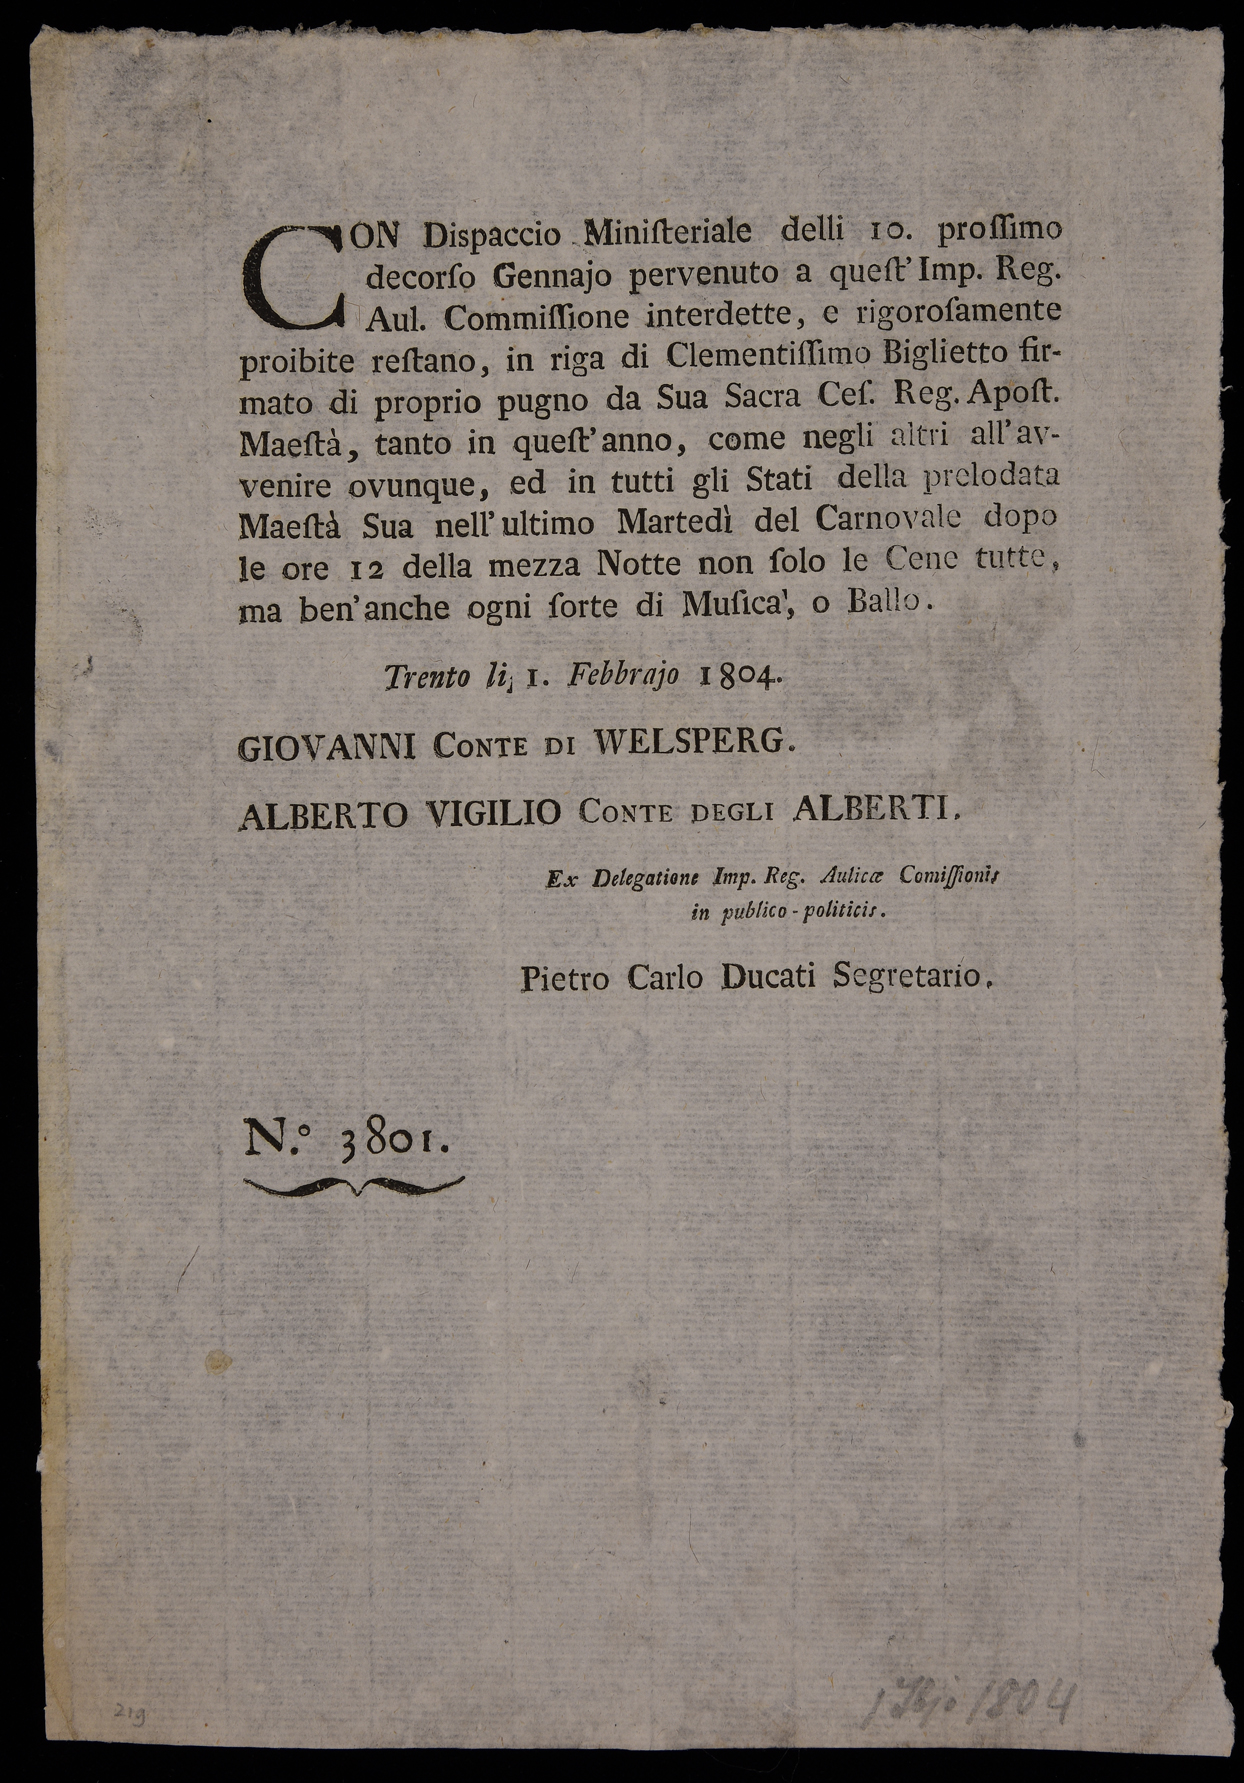 CON Dispaccio Miniſteriale delli 10. proſſimo
decorſo Gennajo pervenuto a queſt' Imp. Reg.
Aul. Commiſſione interdette, e rigoroſamente
proibite reſtano, in riga di Clementiſſimo Biglietto fir-
mato di proprio pugno da Sua Sacra Ceſ. Reg. Apoſt.
Maeſtà, tanto in queſt'anno, come negli altri all'av-
venire ovunque, ed in tutti gli Stati della prelodata
Maeſtà Sua nell'ultimo Martedì del Carnovale dopo
le ore 12 della mezza Notte non ſolo le Cene tutte,
ma ben'anche ogni ſorte di Muſica', o Ballo.
Trento li 1. Febbrajo 1804.
GIOVANNI CONTE DI WELSPERG.
ALBERTO VIGILIO CONTE DEGLI ALBERTI.
Ex Delegatione Imp. Reg. Aulicæ Comiſſionis
in publico-politicis.
Pietro Carlo Ducati Segretario.
N.º 3801.
219
1 1804